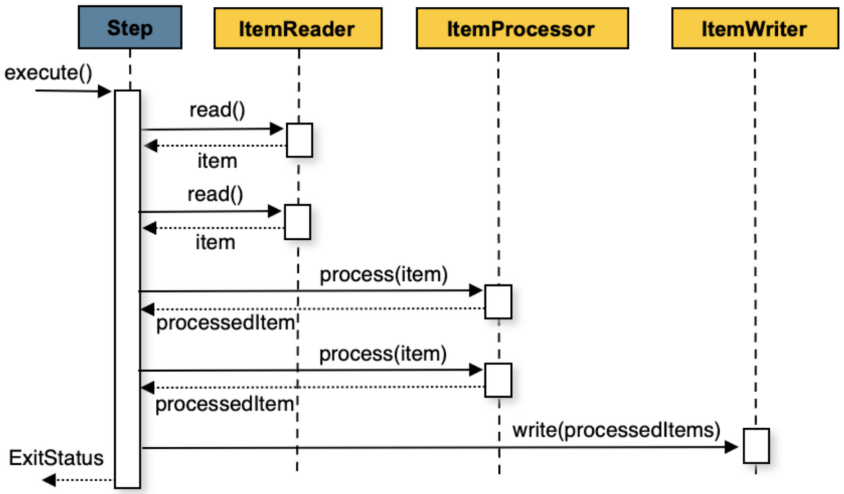 Step
ItemReader
ItemProcessor
ItemWriter
execute()
read()
item
read()
item
process(item)
processedItem
process(item)
processedItem
write(processedItems)
ExitStatus